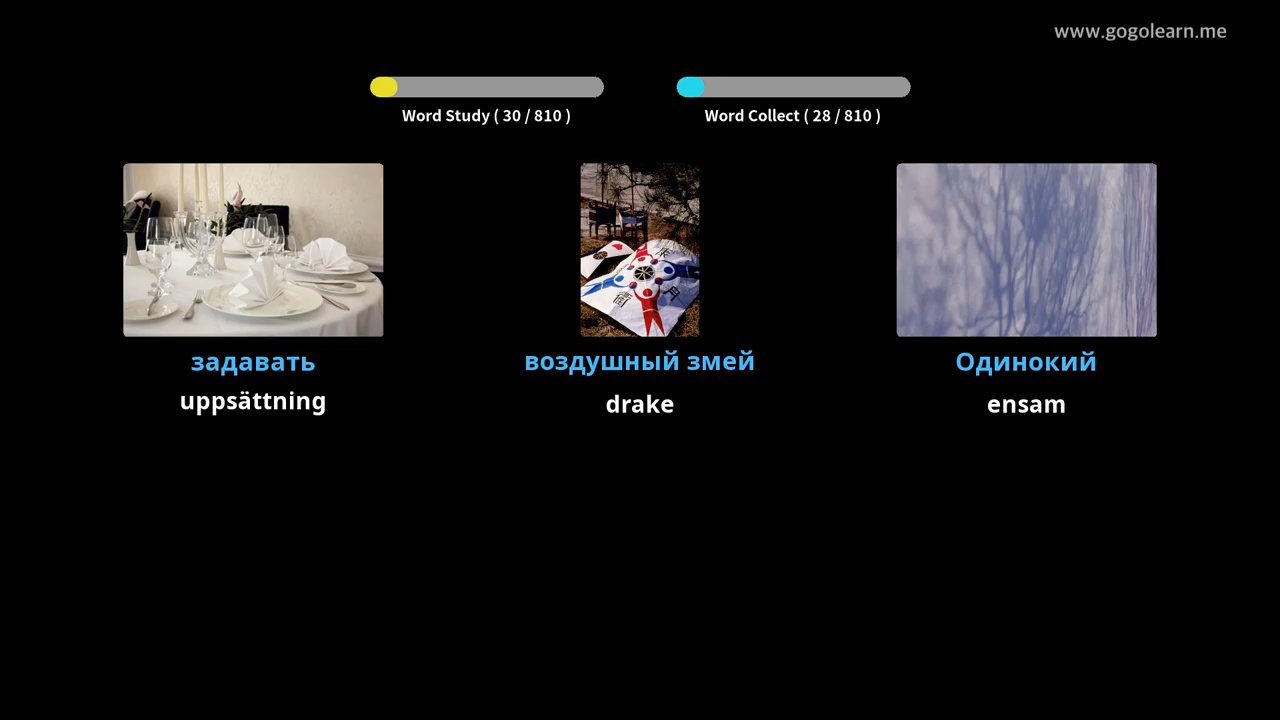 www.gogolearn.me
Word Study ( 30 / 810 )
Word Collect ( 28 / 810 )
задавать
uppsättning
воздушный змей
drake
Одинокий
ensam